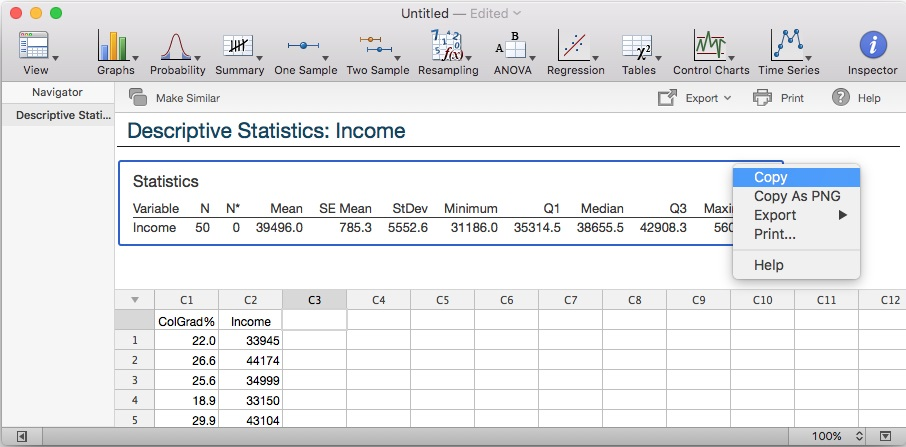 Untitled — Edited
View Graphs Probability Summary One Sample Two Sample Resampling ANOVA Regression Tables Control Charts Time Series Inspector
Navigator
Make Similar Export Print Help
Descriptive Stati...
Descriptive Statistics: Income
Statistics
Variable N N* Mean SE Mean StDev Minimum Q1 Median Q3
Income 50 0 39496.0 785.3 5552.6 31186.0 35314.5 38655.5 42908.3
Copy
Copy As PNG
Export
Print...
Help
C1 C2 C3 C4 C5 C6 C7 C8 C9 C10 C11 C12
ColGrad% Income
1 22.0 33945
2 26.6 44174
3 25.6 34999
4 18.9 33150
5 29.9 43104
100%